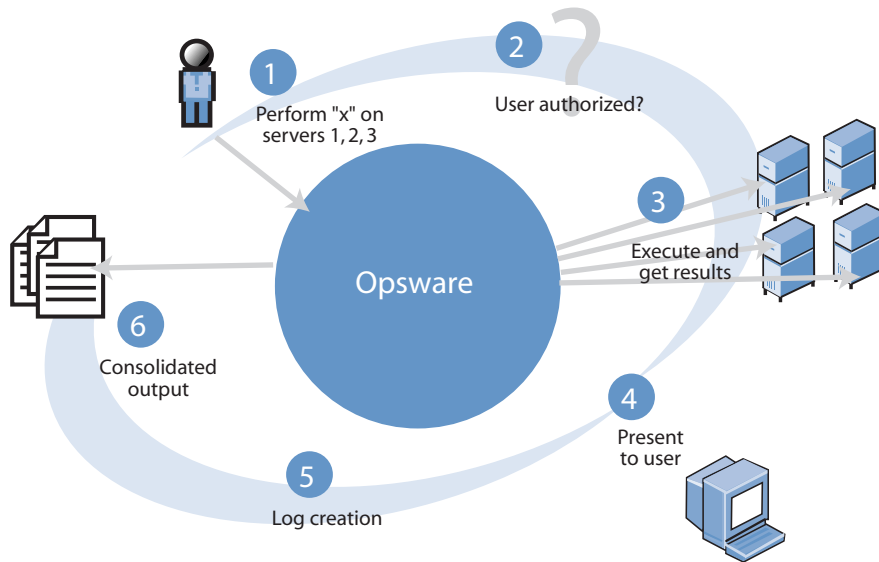 1
Perform "x" on
servers 1, 2, 3
2
?
User authorized?
3
Execute and
get results
Opsware
4
Present
to user
5
Log creation
6
Consolidated
output